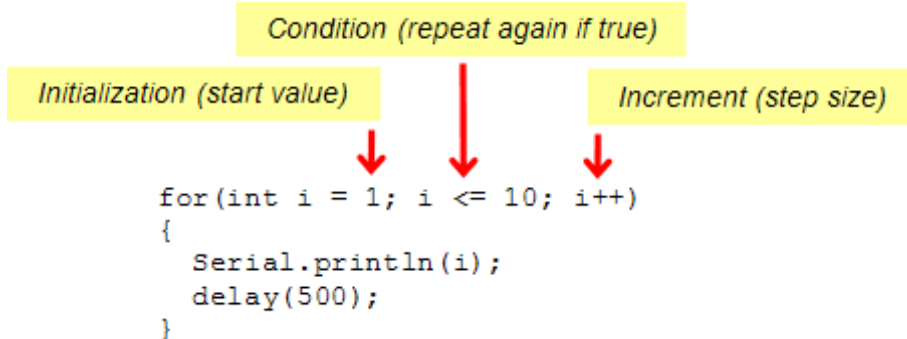 Condition (repeat again if true)
Initialization (start value)
Increment (step size)
for(int i = 1; i <= 10; i++)
{
  Serial.println(i);
  delay(500);
}